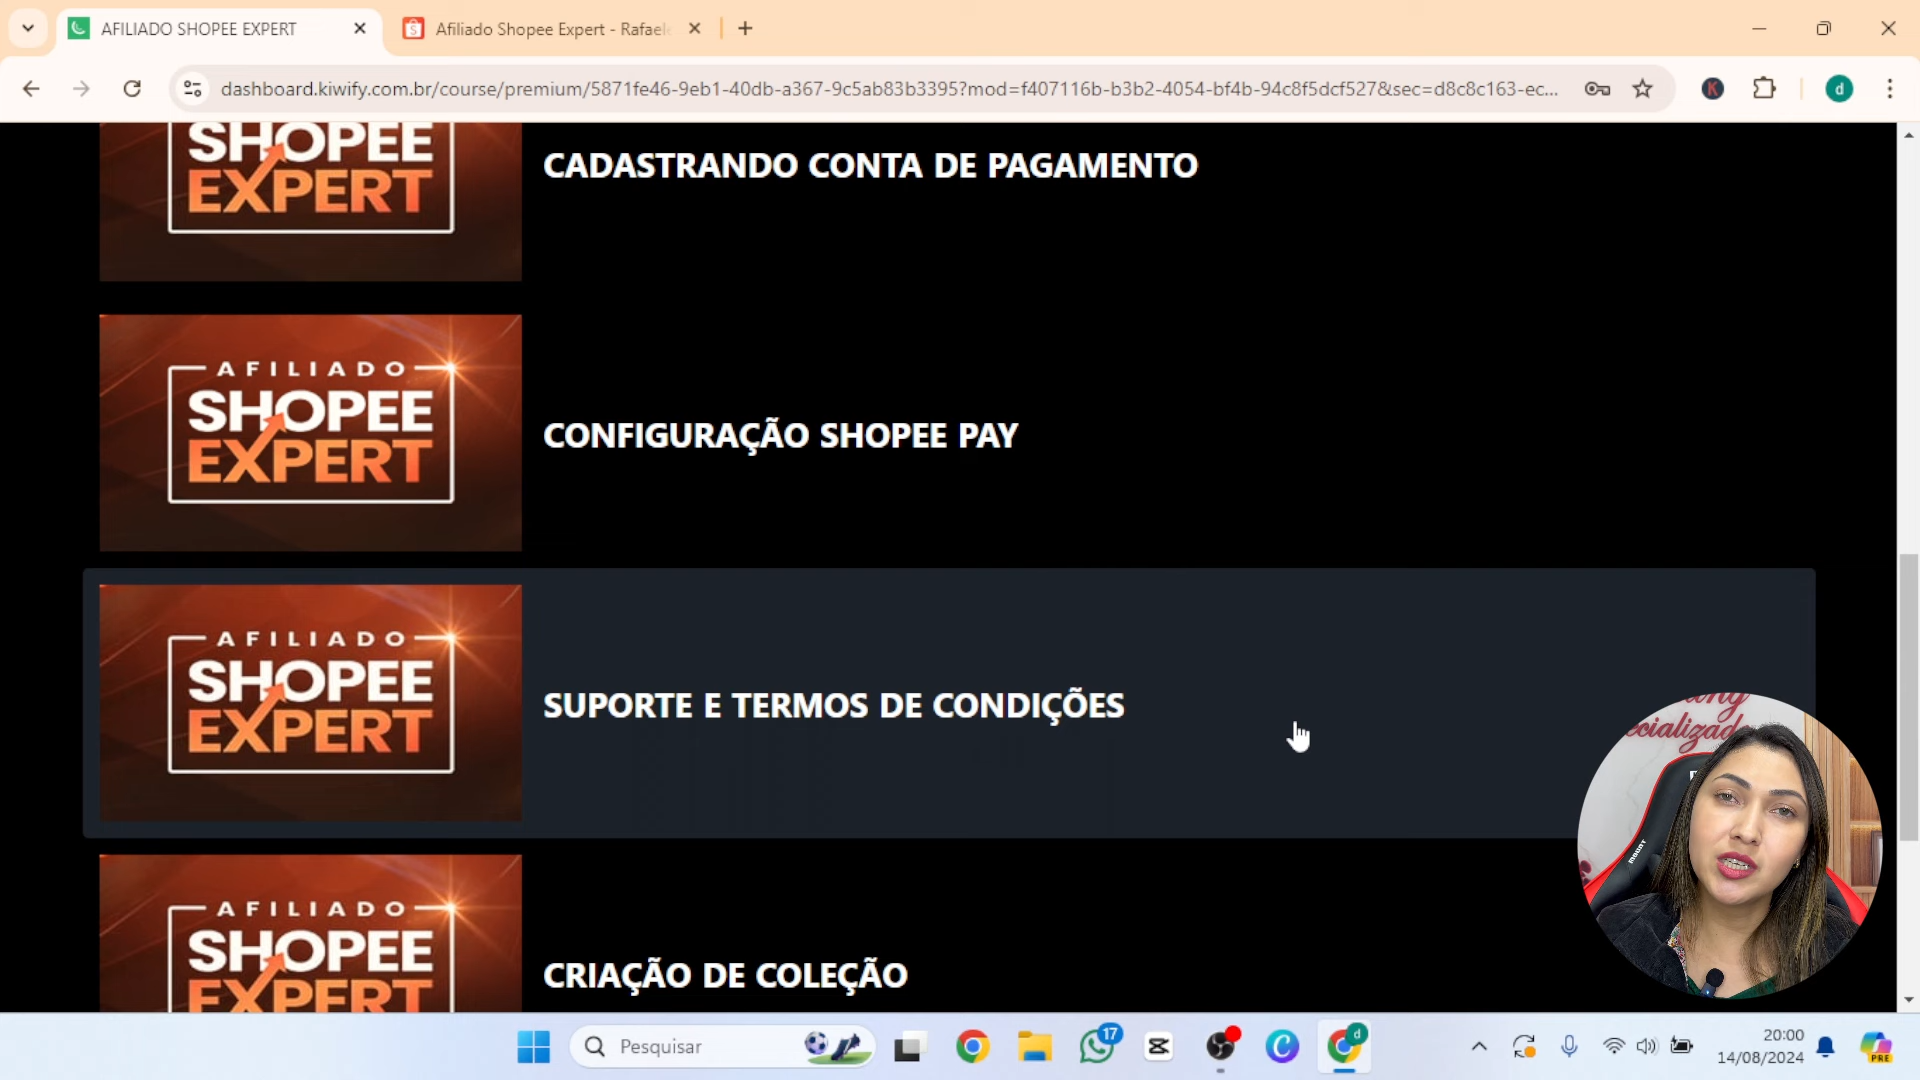 AFILIADO SHOPEE EXPERT
Afiliado Shopee Expert - Rafael
dashboard.kiwify.com.br/course/premium/5871fe46-9eb1-40db-a367-9c5ab83b3395?mod=f407116b-b3b2-4054-bf4b-94c8f5dcf527&sec=d8c8c163-ec...
K
d
SHOPEE
EXPERT
CADASTRANDO CONTA DE PAGAMENTO
AFILIADO
SHOPEE
EXPERT
CONFIGURAÇÃO SHOPEE PAY
AFILIADO
SHOPEE
EXPERT
SUPORTE E TERMOS DE CONDIÇÕES
AFILIADO
SHOPEE
EXPERT
CRIAÇÃO DE COLEÇÃO
Pesquisar
17
d
20:00
14/08/2024
PRE